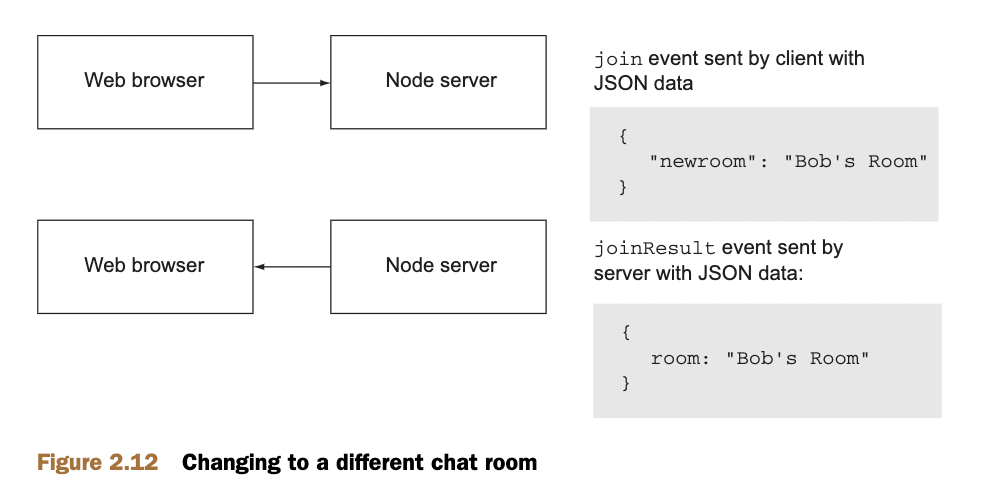 Web browser
Node server
join event sent by client with
JSON data
{
"newroom": "Bob's Room"
}
Web browser
Node server
joinResult event sent by
server with JSON data:
{
room: "Bob's Room"
}
Figure 2.12 Changing to a different chat room